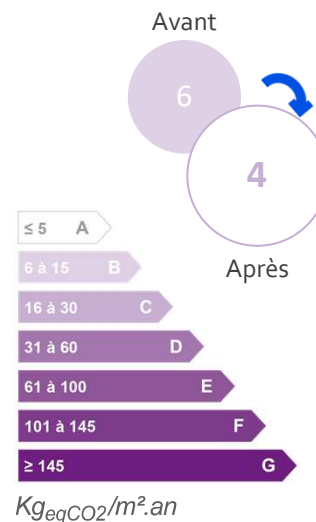 Avant
6
4
Après
≤ 5 A
6 à 15 B
16 à 30 C
31 à 60 D
61 à 100 E
101 à 145 F
≥ 145 G
KgeqCO2/m².an